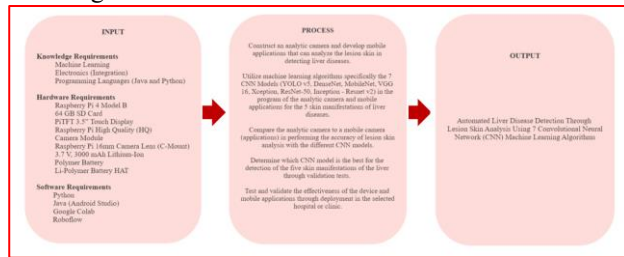 INPUT
Knowledge Requirements
Machine Learning
Electronics (Integration)
Programming Languages (Java and Python)
Hardware Requirements
Raspberry Pi 4 Model B
64 GB SD Card
PiTFT 3.5" Touch Display
Raspberry Pi High Quality (HQ)
Camera Module
Raspberry Pi 16mm Camera Lens (C-Mount)
3.7 V, 3000 mAh Lithium-Ion
Polymer Battery
Li-Polymer Battery HAT
Software Requirements
Python
Java (Android Studio)
Google Colab
Roboflow
PROCESS
Construct an analytic camera and develop mobile
applications that can analyze the lesion skin in
detecting liver diseases.
Utilize machine learning algorithms specifically the 7
CNN Models (YOLO v5, DenseNet, MobileNet, VGG
16, Xception, ResNet-50, Inception - Resnet v2) in the
program of the analytic camera and mobile
applications for the 5 skin manifestations of liver
diseases.
Compare the analytic camera to a mobile camera
(applications) in performing the accuracy of lesion skin
analysis with the different CNN models.
Determine which CNN model is the best for the
detection of the five skin manifestations of the liver
through validation tests.
Test and validate the effectiveness of the device and
mobile applications through deployment in the selected
hospital or clinic.
OUTPUT
Automated Liver Disease Detection Through
Lesion Skin Analysis Using 7 Convolutional Neural
Network (CNN) Machine Learning Algorithms